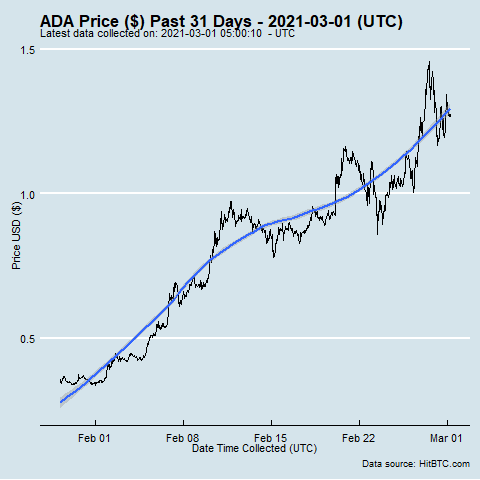 ADA Price ($) Past 31 Days - 2021-03-01 (UTC)
Latest data collected on: 2021-03-01 05:00:10  - UTC
1.5
1.0
0.5
Price USD ($)
Feb 01
Feb 08
Feb 15
Feb 22
Mar 01
Date Time Collected (UTC)
Data source: HitBTC.com